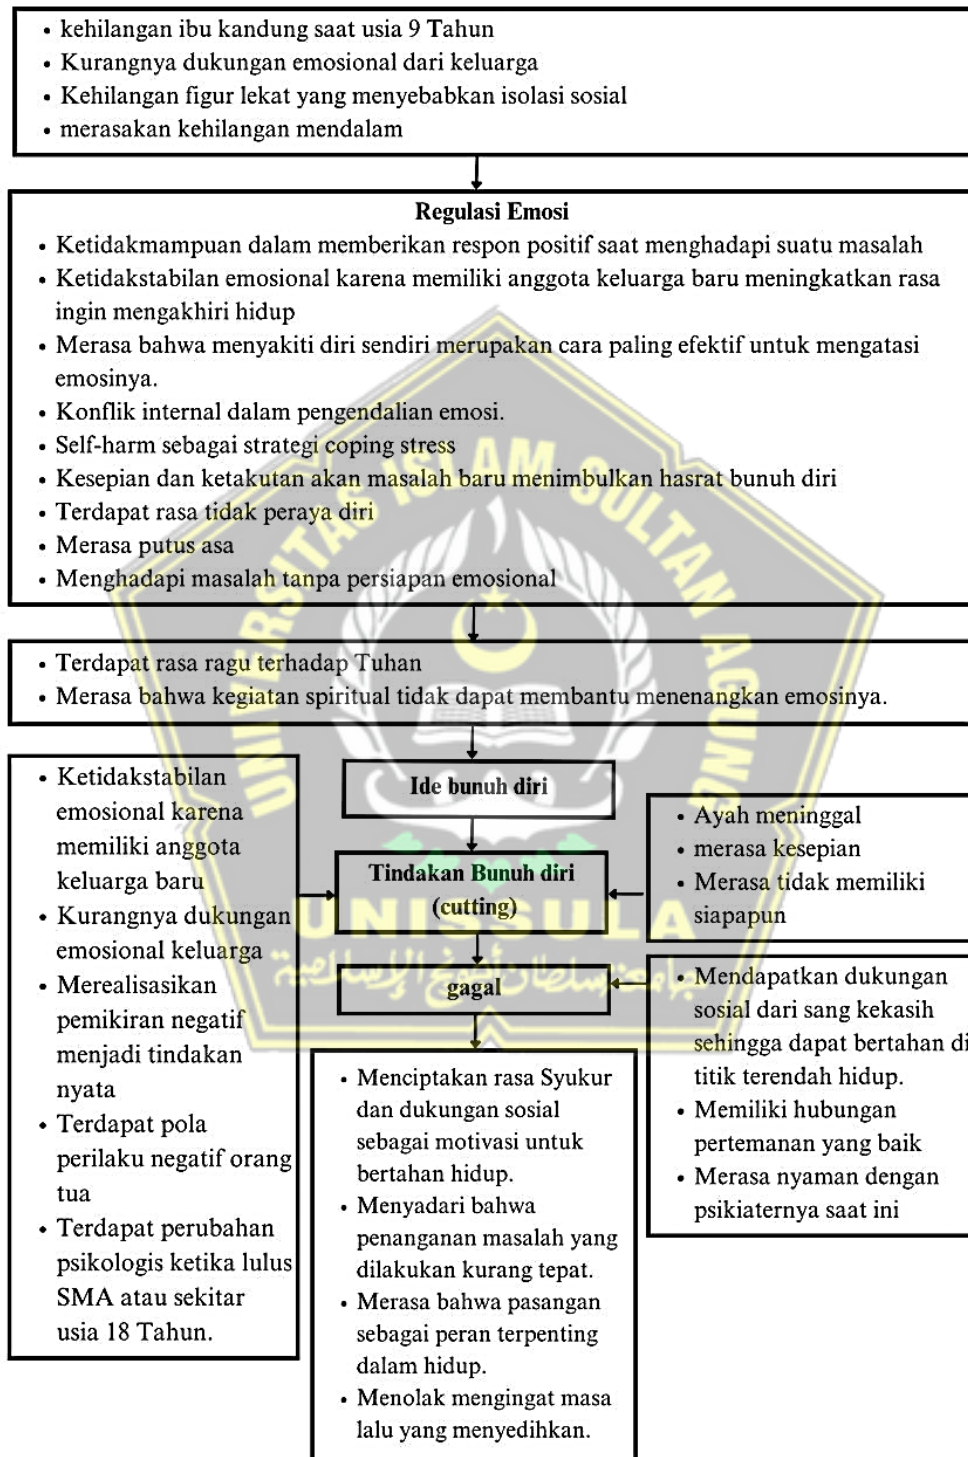 • kehilangan ibu kandung saat usia 9 Tahun
• Kurangnya dukungan emosional dari keluarga
• Kehilangan figur lekat yang menyebabkan isolasi sosial
• merasakan kehilangan mendalam
Regulasi Emosi
• Ketidakmampuan dalam memberikan respon positif saat menghadapi suatu masalah
• Ketidakstabilan emosional karena memiliki anggota keluarga baru meningkatkan rasa
ingin mengakhiri hidup
• Merasa bahwa menyakiti diri sendiri merupakan cara paling efektif untuk mengatasi
emosinya.
• Konflik internal dalam pengendalian emosi.
• Self-harm sebagai strategi coping stress
• Kesepian dan ketakutan akan masalah baru menimbulkan hasrat bunuh diri
• Terdapat rasa tidak peraya diri
• Merasa putus asa
• Menghadapi masalah tanpa persiapan emosional
• Terdapat rasa ragu terhadap Tuhan
• Merasa bahwa kegiatan spiritual tidak dapat membantu menenangkan emosinya.
Ide bunuh diri
Tindakan Bunuh diri
(cutting)
gagal
• Ketidakstabilan
emosional karena
memiliki anggota
keluarga baru
• Kurangnya dukungan
emosional keluarga
• Merealisasikan
pemikiran negatif
menjadi tindakan
nyata
• Terdapat pola
perilaku negatif orang
tua
• Terdapat perubahan
psikologis ketika lulus
SMA atau sekitar
usia 18 Tahun.
• Ayah meninggal
• merasa kesepian
• Merasa tidak memiliki
siapapun
• Mendapatkan dukungan
sosial dari sang kekasih
sehingga dapat bertahan di
titik terendah hidup.
• Memiliki hubungan
pertemanan yang baik
• Merasa nyaman dengan
psikiaternya saat ini
• Menciptakan rasa Syukur
dan dukungan sosial
sebagai motivasi untuk
bertahan hidup.
• Menyadari bahwa
penanganan masalah yang
dilakukan kurang tepat.
• Merasa bahwa pasangan
sebagai peran terpenting
dalam hidup.
• Menolak mengingat masa
lalu yang menyedihkan.
UNIVERSITAS ISLAM SULTAN AGUNG
UNISSULA
جامعة سلطان أجونج الإسلامية